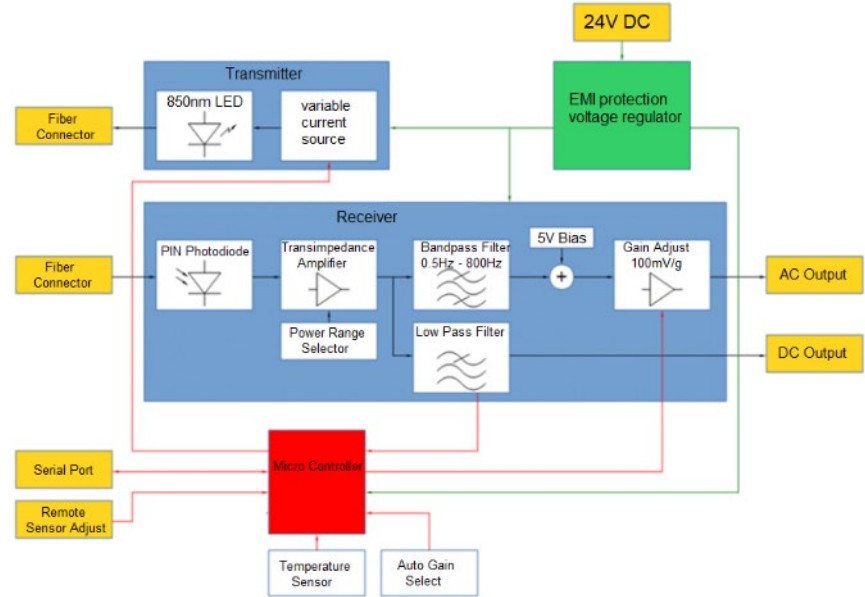 24V DC
Transmitter
850nm LED
variable
current
source
EMI protection
voltage regulator
Fiber
Connector
Receiver
PIN Photodiode
Transimpedance
Amplifier
Bandpass Filter
0.5Hz - 800Hz
5V Bias
+
Gain Adjust
100mV/g
Fiber
Connector
AC Output
Power Range
Selector
Low Pass Filter
DC Output
Micro Controller
Serial Port
Remote
Sensor Adjust
Temperature
Sensor
Auto Gain
Select